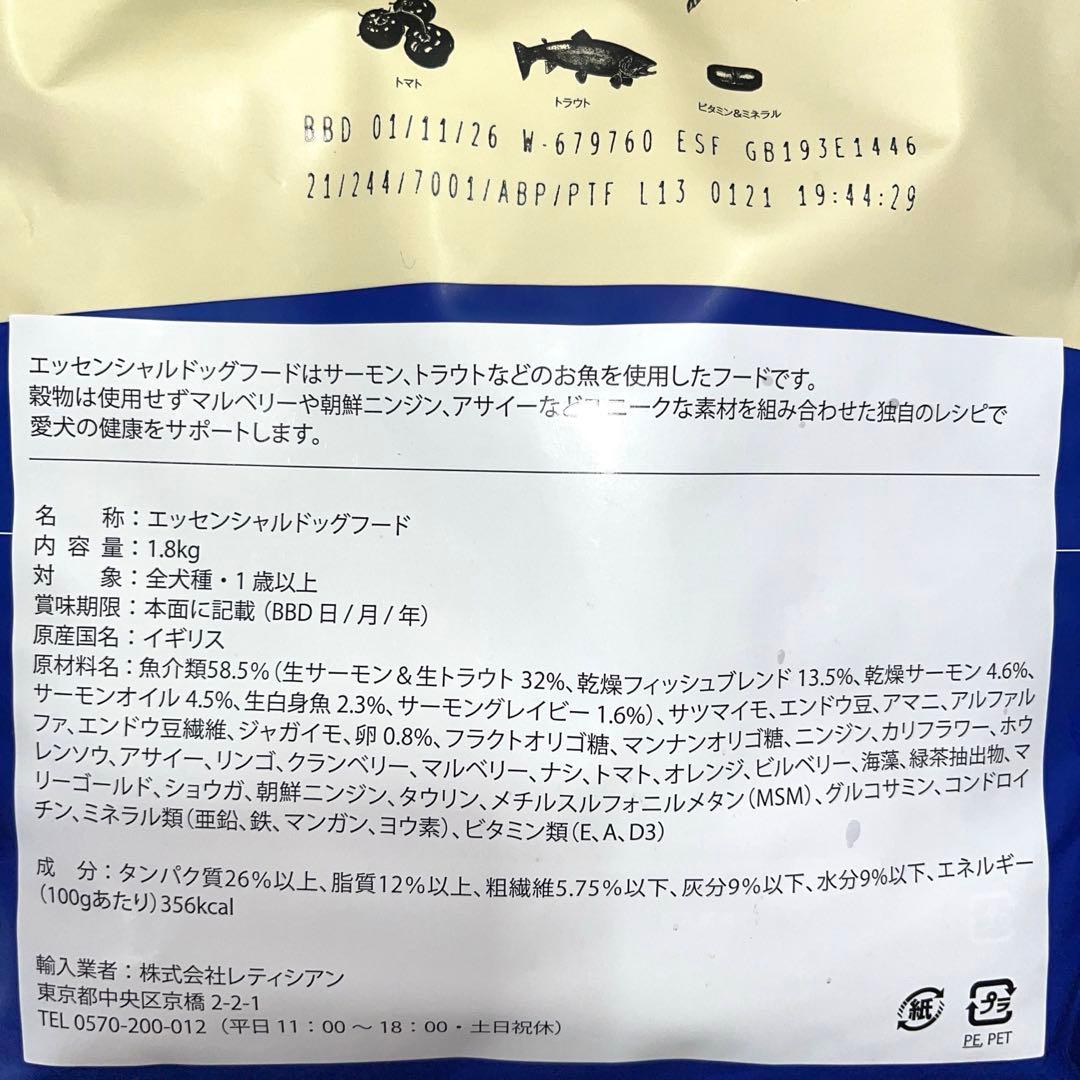 トマト
トラウト
ビタミン&ミネラル
BBD 01/11/26 W-679760 ESF GB193E1446
21/244/7001/ABP/PTF L13 0121 19:44:29
エッセンシャルドッグフードはサーモン、トラウトなどのお魚を使用したフードです。
穀物は使用せずマルベリーや朝鮮ニンジン、アサイーなどユニークな素材を組み合わせた独自のレシピで
愛犬の健康をサポートします。
名 称:エッセンシャルドッグフード
内 容 量:1.8kg
対 象:全犬種・1歳以上
賞味期限:本面に記載(BBD 日/月/年)
原産国名:イギリス
原材料名:魚介類58.5%(生サーモン&生トラウト 32%、乾燥フィッシュブレンド 13.5%、乾燥サーモン 4.6%、
サーモンオイル 4.5%、生白身魚 2.3%、サーモングレイビー 1.6%)、サツマイモ、エンドウ豆、アマニ、アルファル
ファ、エンドウ豆繊維、ジャガイモ、卵 0.8%、フラクトオリゴ糖、マンナンオリゴ糖、ニンジン、カリフラワー、ホウ
レンソウ、アサイー、リンゴ、クランベリー、マルベリー、ナシ、トマト、オレンジ、ビルベリー、海藻、緑茶抽出物、マ
リーゴールド、ショウガ、朝鮮ニンジン、タウリン、メチルスルフォニルメタン(MSM)、グルコサミン、コンドロイ
チン、ミネラル類(亜鉛、鉄、マンガン、ヨウ素)、ビタミン類(E、A、D3)
成 分:タンパク質26%以上、脂質12%以上、粗繊維5.75%以下、灰分9%以下、水分9%以下、エネルギー
(100gあたり)356kcal
輸入業者:株式会社レティシアン
東京都中央区京橋 2-2-1
TEL 0570-200-012(平日 11:00~18:00・土日祝休)
紙
プラ
PE, PET